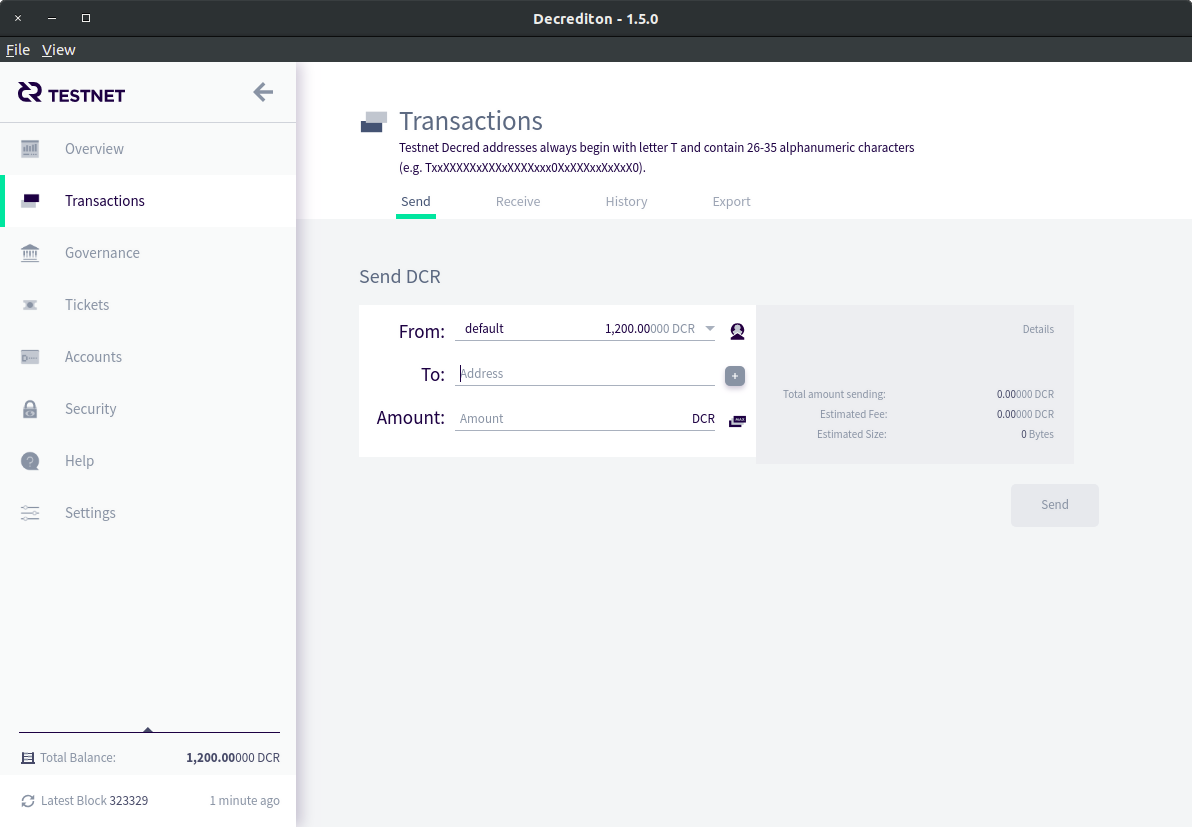 Decrediton - 1.5.0
File View
TESTNET
Overview
Transactions
Governance
Tickets
Accounts
Security
Help
Settings
Total Balance: 1,200.00000 DCR
Latest Block 323329 1 minute ago
Transactions
Testnet Decred addresses always begin with letter T and contain 26-35 alphanumeric characters
(e.g. TxxXXXXXxXXXxXXXXxxx0XxXXXxxXxXxX0).
Send Receive History Export
Send DCR
From: default 1,200.00000 DCR
To: Address
Amount: Amount DCR
Details
Total amount sending: 0.00000 DCR
Estimated Fee: 0.00000 DCR
Estimated Size: 0 Bytes
Send